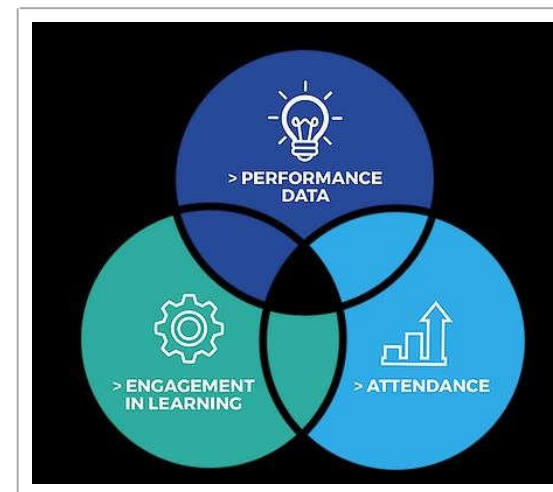 > PERFORMANCE
DATA
> ENGAGEMENT
IN LEARNING
> ATTENDANCE